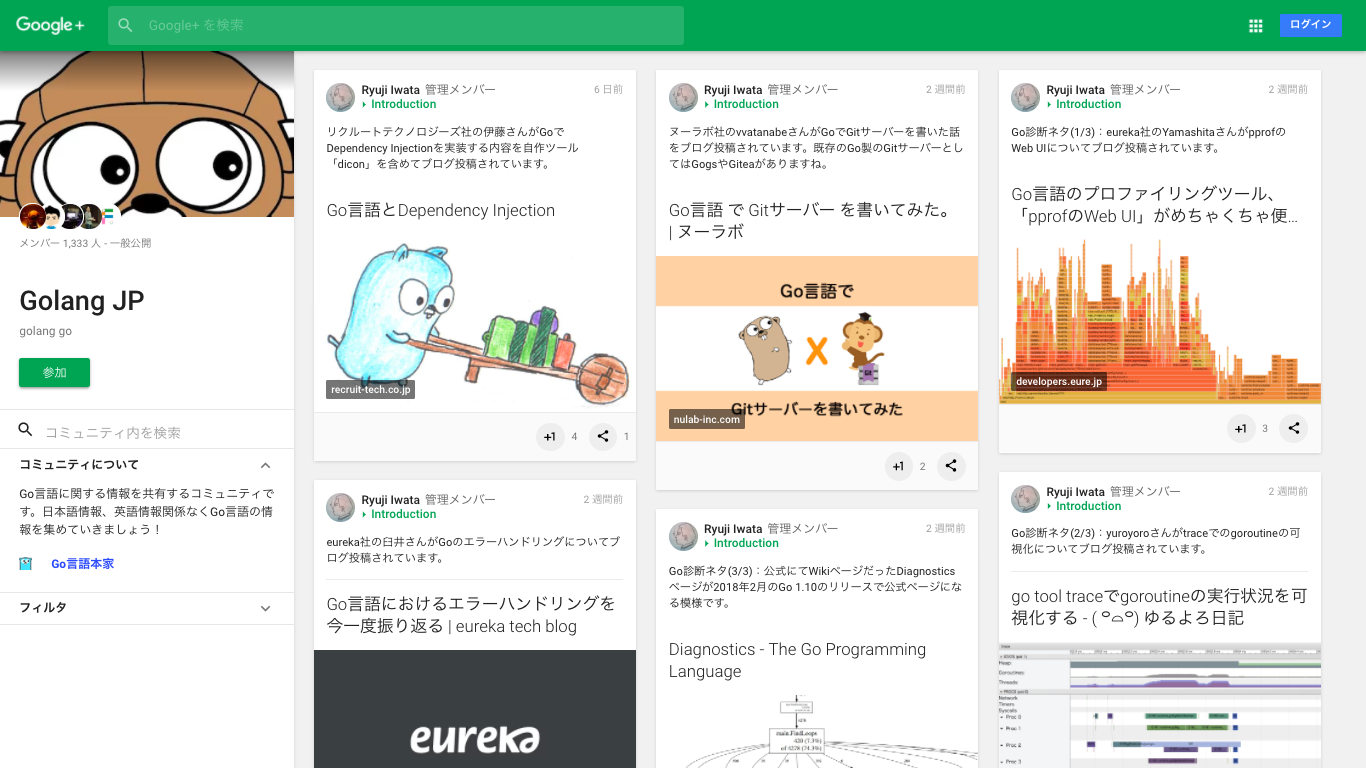 Google+
Google+ を検索
ログイン
メンバー 1,333 人 - 一般公開
Golang JP
golang go
参加
コミュニティ内を検索
コミュニティについて
Go言語に関する情報を共有するコミュニティで
す。日本語情報、英語情報関係なくGo言語の情
報を集めていきましょう！
Go言語本家
フィルタ
Ryuji Iwata 管理メンバー
6 日前
Introduction
リクルートテクノロジーズ社の伊藤さんがGoで
Dependency Injectionを実装する内容を自作ツール
「dicon」を含めてブログ投稿されています。
Go言語とDependency Injection
recruit-tech.co.jp
+1
4
1
Ryuji Iwata 管理メンバー
2 週間前
Introduction
eureka社の臼井さんがGoのエラーハンドリングについてブ
ログ投稿されています。
Go言語におけるエラーハンドリングを
今一度振り返る | eureka tech blog
eureka
Ryuji Iwata 管理メンバー
2 週間前
Introduction
ヌーラボ社のvvatanabeさんがGoでGitサーバーを書いた話
をブログ投稿されています。既存のGo製のGitサーバーとし
てはGogsやGiteaがありますね。
Go言語 で Gitサーバー を書いてみた。
| ヌーラボ
Go言語で
X
Gitサーバーを書いてみた
nulab-inc.com
+1
2
Ryuji Iwata 管理メンバー
2 週間前
Introduction
Go診断ネタ(3/3)：公式にてWikiページだったDiagnostics
ページが2018年2月のGo 1.10のリリースで公式ページにな
る模様です。
Diagnostics - The Go Programming
Language
main.FindLoops
420 (7.3%)
of 4278 (74.3%)
Ryuji Iwata 管理メンバー
2 週間前
Introduction
Go診断ネタ(1/3)：eureka社のYamashitaさんがpprofの
Web UIについてブログ投稿されています。
Go言語のプロファイリングツール、
「pprofのWeb UI」がめちゃくちゃ便...
developers.eure.jp
+1
3
Ryuji Iwata 管理メンバー
2 週間前
Introduction
Go診断ネタ(2/3)：yuroyoroさんがtraceでのgoroutineの可
視化についてブログ投稿されています。
go tool traceでgoroutineの実行状況を可
視化する - ( ꒪⌓꒪) ゆるよろ日記
Heap:
Goroutines:
Threads:
Network:
Timers:
Syscalls:
Proc 0
Proc 1
Proc 2
Proc 3